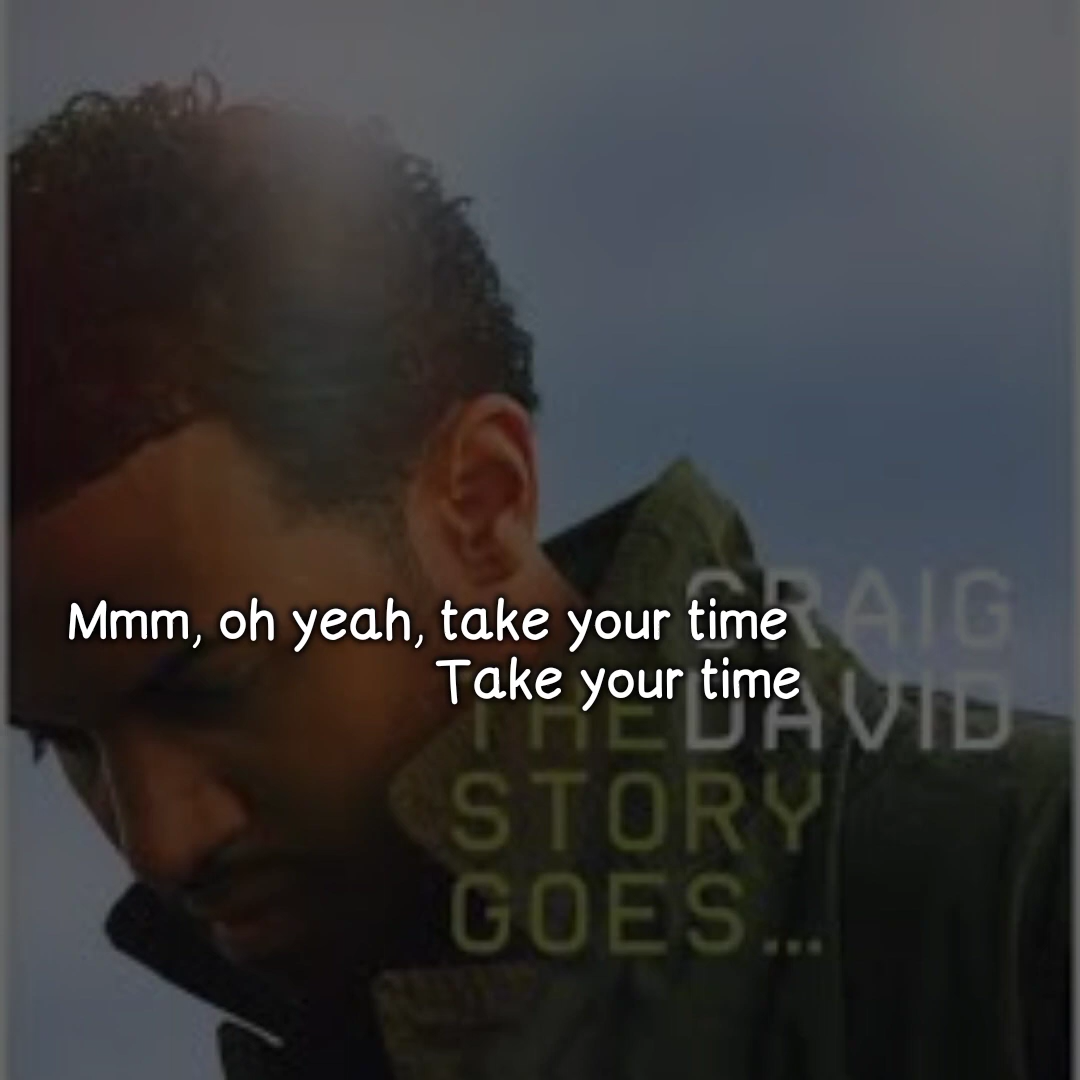 Mmm, oh yeah, take your time
Take your time
CRAIG
THE DAVID
STORY
GOES...